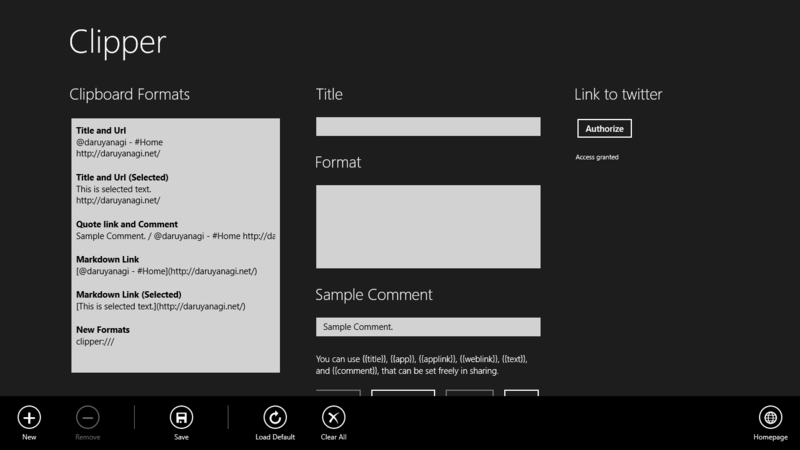 Clipper
Clipboard Formats
Title and Url
@daruyanagi - #Home
http://daruyanagi.net/
Title and Url (Selected)
This is selected text.
http://daruyanagi.net/
Quote link and Comment
Sample Comment. / @daruyanagi - #Home http://da
Markdown Link
[@daruyanagi - #Home](http://daruyanagi.net/)
Markdown Link (Selected)
[This is selected text.](http://daruyanagi.net/)
New Formats
clipper:///
Title
Format
Sample Comment
Sample Comment.
You can use {{title}}, {{app}}, {{applink}}, {{weblink}}, {{text}},
and {{comment}}, that can be set freely in sharing.
Link to twitter
Authorize
Access granted
New
Remove
Save
Load Default
Clear All
Homepage